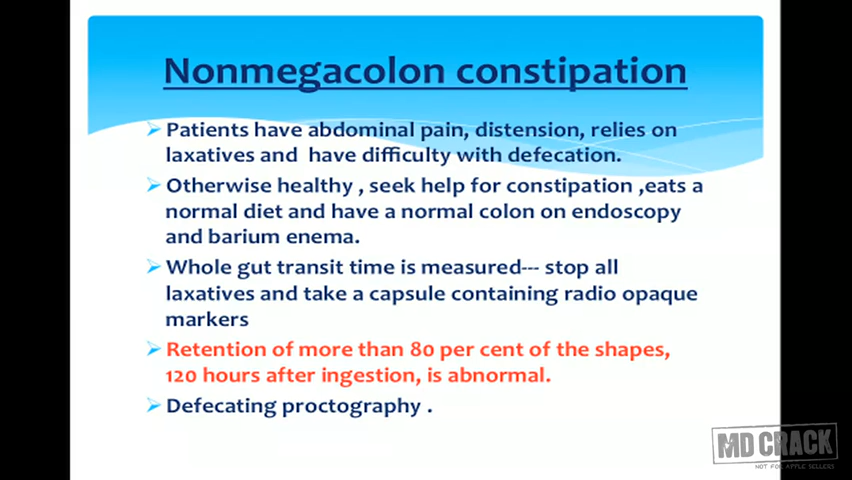 Nonmegacolon constipation
Patients have abdominal pain, distension, relies on
laxatives and have difficulty with defecation.
Otherwise healthy , seek help for constipation ,eats a
normal diet and have a normal colon on endoscopy
and barium enema.
Whole gut transit time is measured--- stop all
laxatives and take a capsule containing radio opaque
markers
Retention of more than 80 per cent of the shapes,
120 hours after ingestion, is abnormal.
Defecating proctography .
MD CRACK
NOT FOR APPLE SELLERS